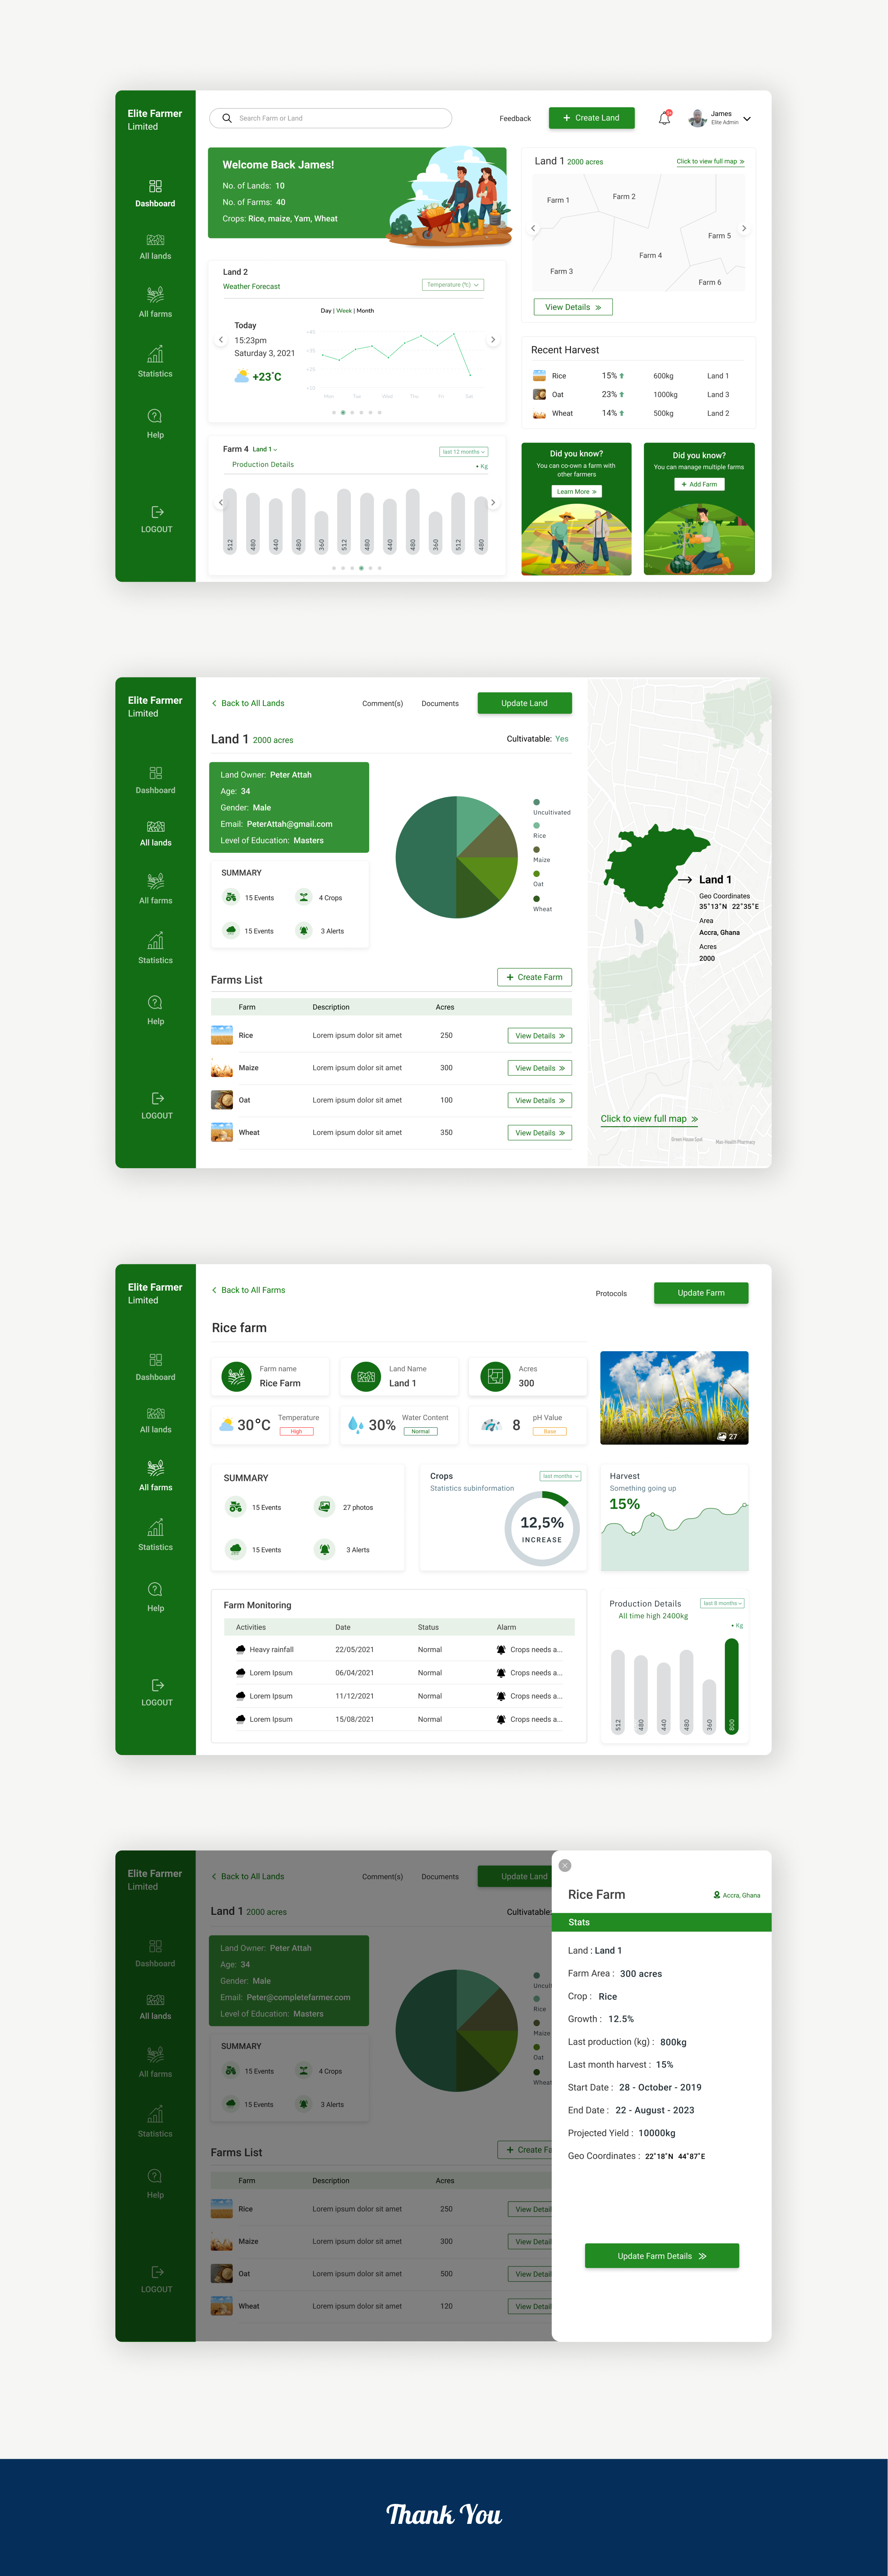 Elite Farmer
Limited
Dashboard
All lands
All farms
Statistics
Help
LOGOUT
Search Farm or Land
Feedback
+ Create Land
James
Elite Admin
Welcome Back James!
No. of Lands: 10
No. of Farms: 40
Crops: Rice, maize, Yam, Wheat
Land 1 2000 acres
Click to view full map »
Farm 1
Farm 2
Farm 5
Farm 4
Farm 3
Farm 6
View Details »
Land 2
Weather Forecast
Temperature (°c)
Day | Week | Month
Today
15:23pm
Saturday 3, 2021
+23°C
Mon Tue Wed Thu Fri Sat
Recent Harvest
Rice 15% 600kg Land 1
Oat 23% 1000kg Land 3
Wheat 14% 500kg Land 2
Farm 4 Land 1
last 12 months
Production Details
• Kg
512 480 440 480 360 512 480 440 480 360 512 480
Did you know?
You can co-own a farm with
other farmers
Learn More »
Did you know?
You can manage multiple farms
+ Add Farm
Elite Farmer
Limited
Dashboard
All lands
All farms
Statistics
Help
LOGOUT
Back to All Lands
Comment(s)
Documents
Update Land
Land 1 2000 acres
Cultivatable: Yes
Land Owner: Peter Attah
Age: 34
Gender: Male
Email: PeterAttah@gmail.com
Level of Education: Masters
SUMMARY
15 Events
4 Crops
15 Events
3 Alerts
Uncultivated
Rice
Maize
Oat
Wheat
Land 1
Geo Coordinates
35°13"N 22°35"E
Area
Accra, Ghana
Acres
2000
Click to view full map »
Farms List
+ Create Farm
Farm Description Acres
Rice Lorem ipsum dolor sit amet 250 View Details »
Maize Lorem ipsum dolor sit amet 300 View Details »
Oat Lorem ipsum dolor sit amet 100 View Details »
Wheat Lorem ipsum dolor sit amet 350 View Details »
Elite Farmer
Limited
Dashboard
All lands
All farms
Statistics
Help
LOGOUT
Back to All Farms
Protocols
Update Farm
Rice farm
Farm name
Rice Farm
Land Name
Land 1
Acres
300
30°C
Temperature
High
30%
Water Content
Normal
8
pH Value
Base
27
SUMMARY
15 Events
27 photos
15 Events
3 Alerts
Crops
last months
Statistics subinformation
12,5%
INCREASE
Harvest
Something going up
15%
Farm Monitoring
Activities Date Status Alarm
Heavy rainfall 22/05/2021 Normal Crops needs a...
Lorem Ipsum 06/04/2021 Normal Crops needs a...
Lorem Ipsum 11/12/2021 Normal Crops needs a...
Lorem Ipsum 15/08/2021 Normal Crops needs a...
Production Details
last 8 months
All time high 2400kg
• Kg
512 480 440 480 360 800
Elite Farmer
Limited
Dashboard
All lands
All farms
Statistics
Help
LOGOUT
Back to All Lands
Comment(s)
Documents
Update Land
Land 1 2000 acres
Cultivatable:
Land Owner: Peter Attah
Age: 34
Gender: Male
Email: Peter@completefarmer.com
Level of Education: Masters
SUMMARY
15 Events
4 Crops
15 Events
3 Alerts
Uncult
Rice
Maize
Oat
Wheat
Farms List
+ Create Fa
Farm Description Acres
Rice Lorem ipsum dolor sit amet 250 View Detail
Maize Lorem ipsum dolor sit amet 300 View Detail
Oat Lorem ipsum dolor sit amet 500 View Detail
Wheat Lorem ipsum dolor sit amet 120 View Detail
Rice Farm
Accra, Ghana
Stats
Land : Land 1
Farm Area : 300 acres
Crop : Rice
Growth : 12.5%
Last production (kg) : 800kg
Last month harvest : 15%
Start Date : 28 - October - 2019
End Date : 22 - August - 2023
Projected Yield : 10000kg
Geo Coordinates : 22°18"N 44°87"E
Update Farm Details »
Thank You